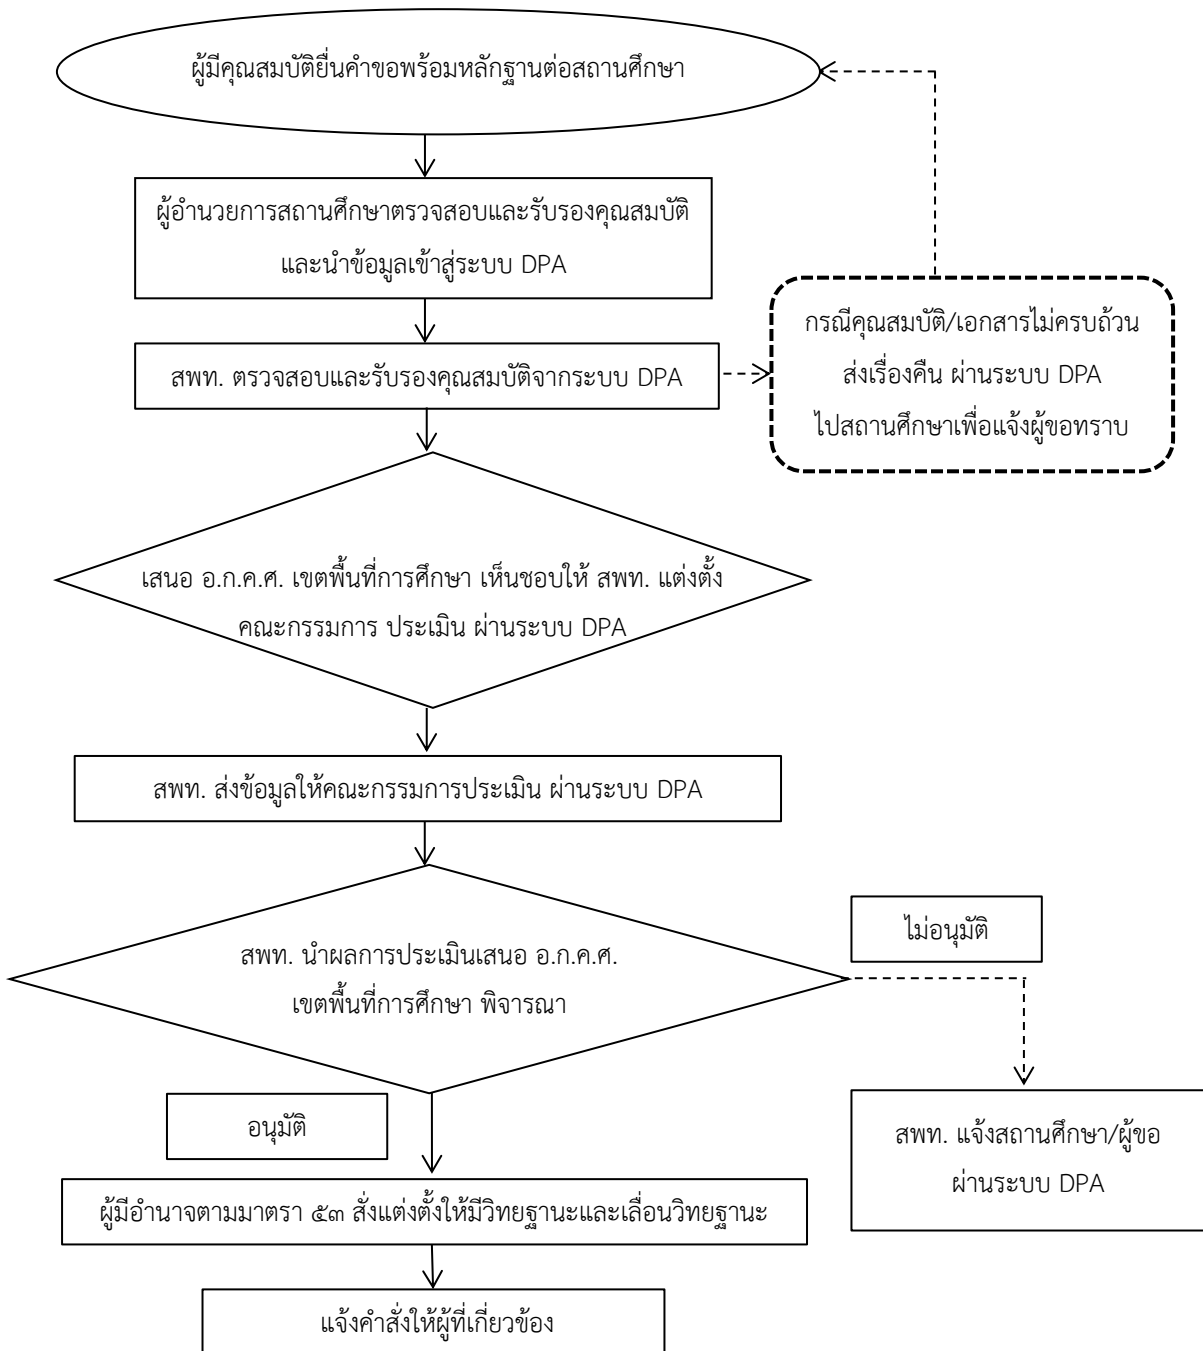 ผู้มีคุณสมบัติยื่นคำขอพร้อมหลักฐานต่อสถานศึกษา
ผู้อำนวยการสถานศึกษาตรวจสอบและรับรองคุณสมบัติ
และนำข้อมูลเข้าสู่ระบบ DPA
สพท. ตรวจสอบและรับรองคุณสมบัติจากระบบ DPA
กรณีคุณสมบัติ/เอกสารไม่ครบถ้วน
ส่งเรื่องคืน ผ่านระบบ DPA
ไปสถานศึกษาเพื่อแจ้งผู้ขอทราบ
เสนอ อ.ก.ค.ศ. เขตพื้นที่การศึกษา เห็นชอบให้ สพท. แต่งตั้ง
คณะกรรมการ ประเมิน ผ่านระบบ DPA
สพท. ส่งข้อมูลให้คณะกรรมการประเมิน ผ่านระบบ DPA
สพท. นำผลการประเมินเสนอ อ.ก.ค.ศ.
เขตพื้นที่การศึกษา พิจารณา
ไม่อนุมัติ
อนุมัติ
สพท. แจ้งสถานศึกษา/ผู้ขอ
ผ่านระบบ DPA
ผู้มีอำนาจตามมาตรา ๕๓ สั่งแต่งตั้งให้มีวิทยฐานะและเลื่อนวิทยฐานะ
แจ้งคำสั่งให้ผู้ที่เกี่ยวข้อง